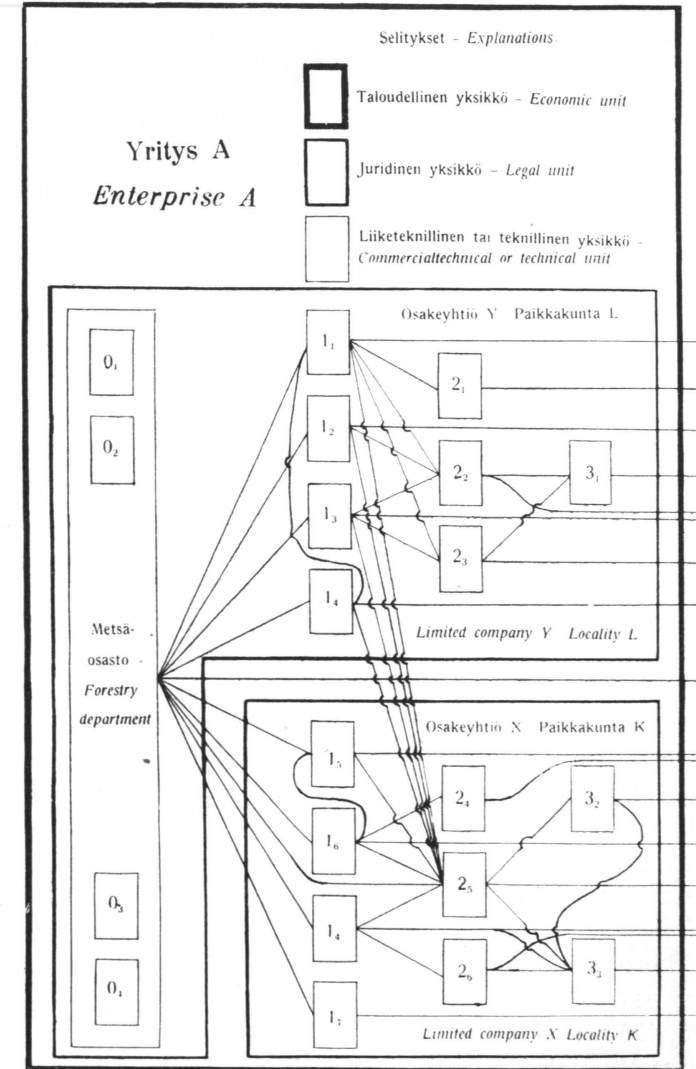 Selitykset – Explanations
Taloudellinen yksikkö – Economic unit
Yritys A
Enterprise A
Juridinen yksikkö – Legal unit
Liiketeknillinen tai teknillinen yksikkö -
Commercialtechnical or technical unit
Osakeyhtiö Y Paikkakunta L
1₁
0₁
2₁
1₂
0₂
2₂
3₁
1₃
2₃
1₄
Metsä-
osasto -
Forestry
department
Limited company Y Locality L
Osakeyhtiö X Paikkakunta K
1₅
2₄
3₂
1₆
2₅
0₃
1₄
2₆
3₃
0₄
1₇
Limited company X Locality K